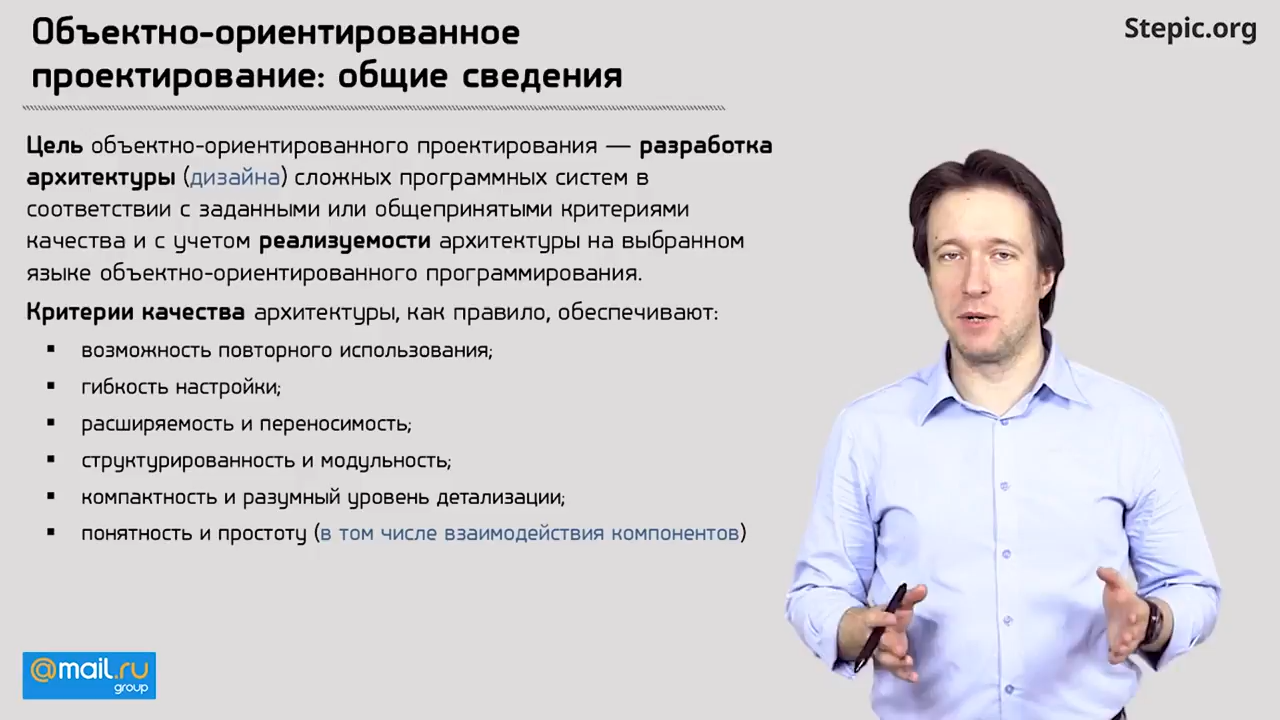 Объектно-ориентированное
проектирование: общие сведения
Stepic.org
Цель объектно-ориентированного проектирования — разработка
архитектуры (дизайна) сложных программных систем в
соответствии с заданными или общепринятыми критериями
качества и с учетом реализуемости архитектуры на выбранном
языке объектно-ориентированного программирования.
Критерии качества архитектуры, как правило, обеспечивают:
▪ возможность повторного использования;
▪ гибкость настройки;
▪ расширяемость и переносимость;
▪ структурированность и модульность;
▪ компактность и разумный уровень детализации;
▪ понятность и простоту (в том числе взаимодействия компонентов)
@mail.ru
group